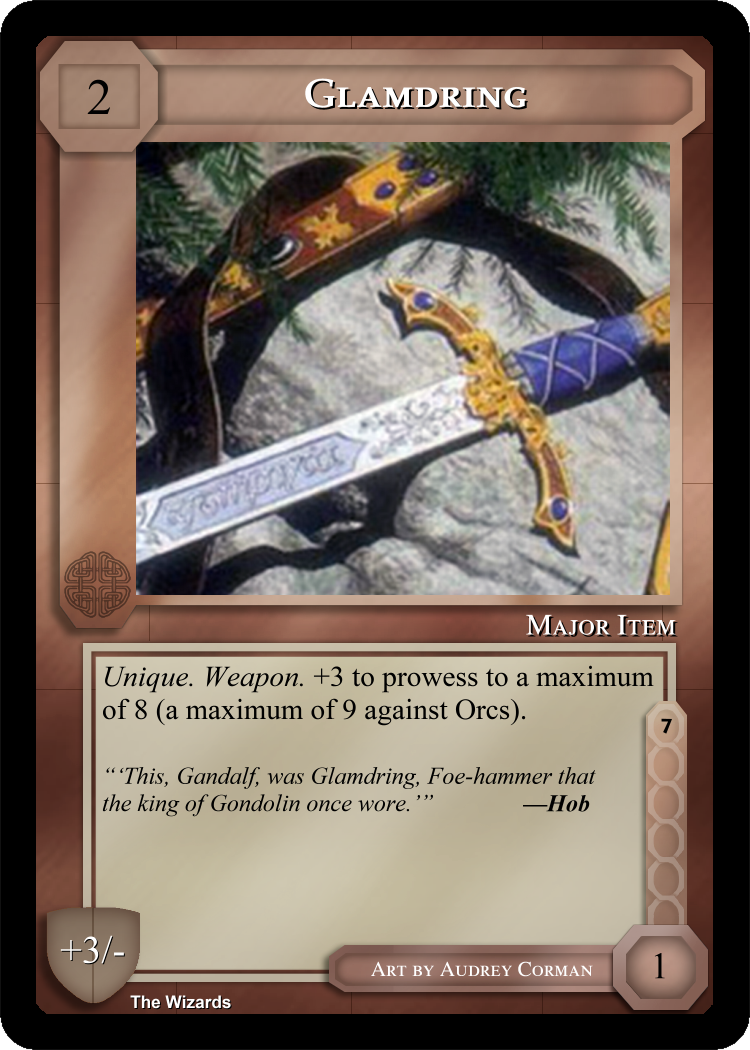 2
Glamdring
Major Item
Unique. Weapon. +3 to prowess to a maximum
of 8 (a maximum of 9 against Orcs).
7
“‘This, Gandalf, was Glamdring, Foe-hammer that
the king of Gondolin once wore.’” —Hob
+3/-
Art by Audrey Corman
1
The Wizards